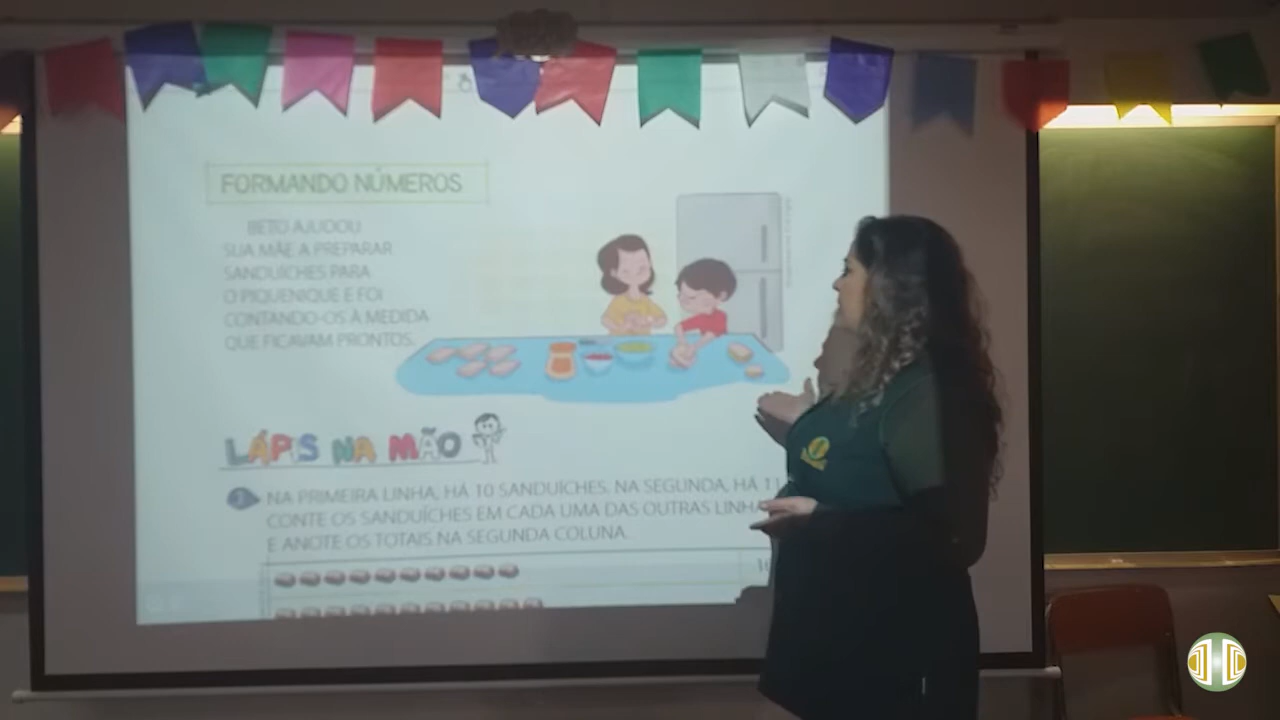 FORMANDO NÚMEROS
BETO AJUDOU
SUA MÃE A PREPARAR
SANDUÍCHES PARA
O PIQUENIQUE E FOI
CONTANDO-OS À MEDIDA
QUE FICAVAM PRONTOS.
LÁPIS NA MÃO
NA PRIMEIRA LINHA, HÁ 10 SANDUÍCHES. NA SEGUNDA, HÁ 11
CONTE OS SANDUÍCHES EM CADA UMA DAS OUTRAS LINHA
E ANOTE OS TOTAIS NA SEGUNDA COLUNA.